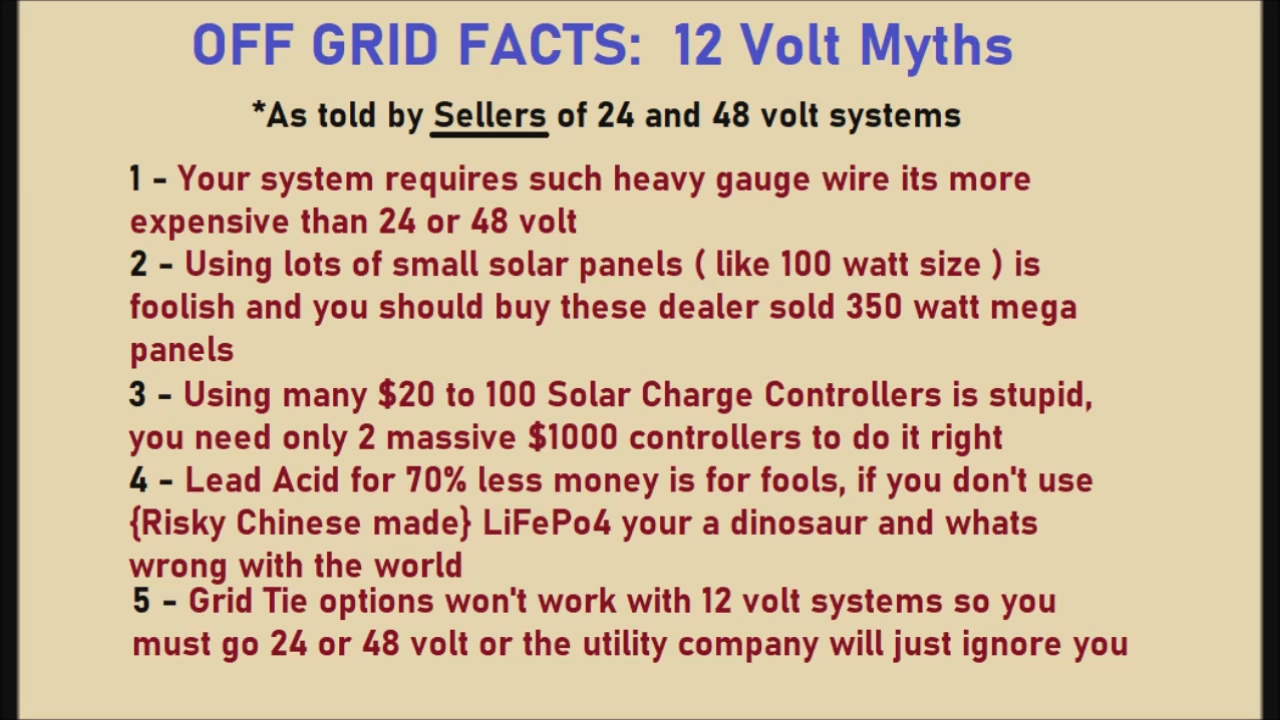 OFF GRID FACTS: 12 Volt Myths
*As told by Sellers of 24 and 48 volt systems
1 - Your system requires such heavy gauge wire its more
expensive than 24 or 48 volt
2 - Using lots of small solar panels ( like 100 watt size ) is
foolish and you should buy these dealer sold 350 watt mega
panels
3 - Using many $20 to 100 Solar Charge Controllers is stupid,
you need only 2 massive $1000 controllers to do it right
4 - Lead Acid for 70% less money is for fools, if you don't use
{Risky Chinese made} LiFePo4 your a dinosaur and whats
wrong with the world
5 - Grid Tie options won't work with 12 volt systems so you
must go 24 or 48 volt or the utility company will just ignore you